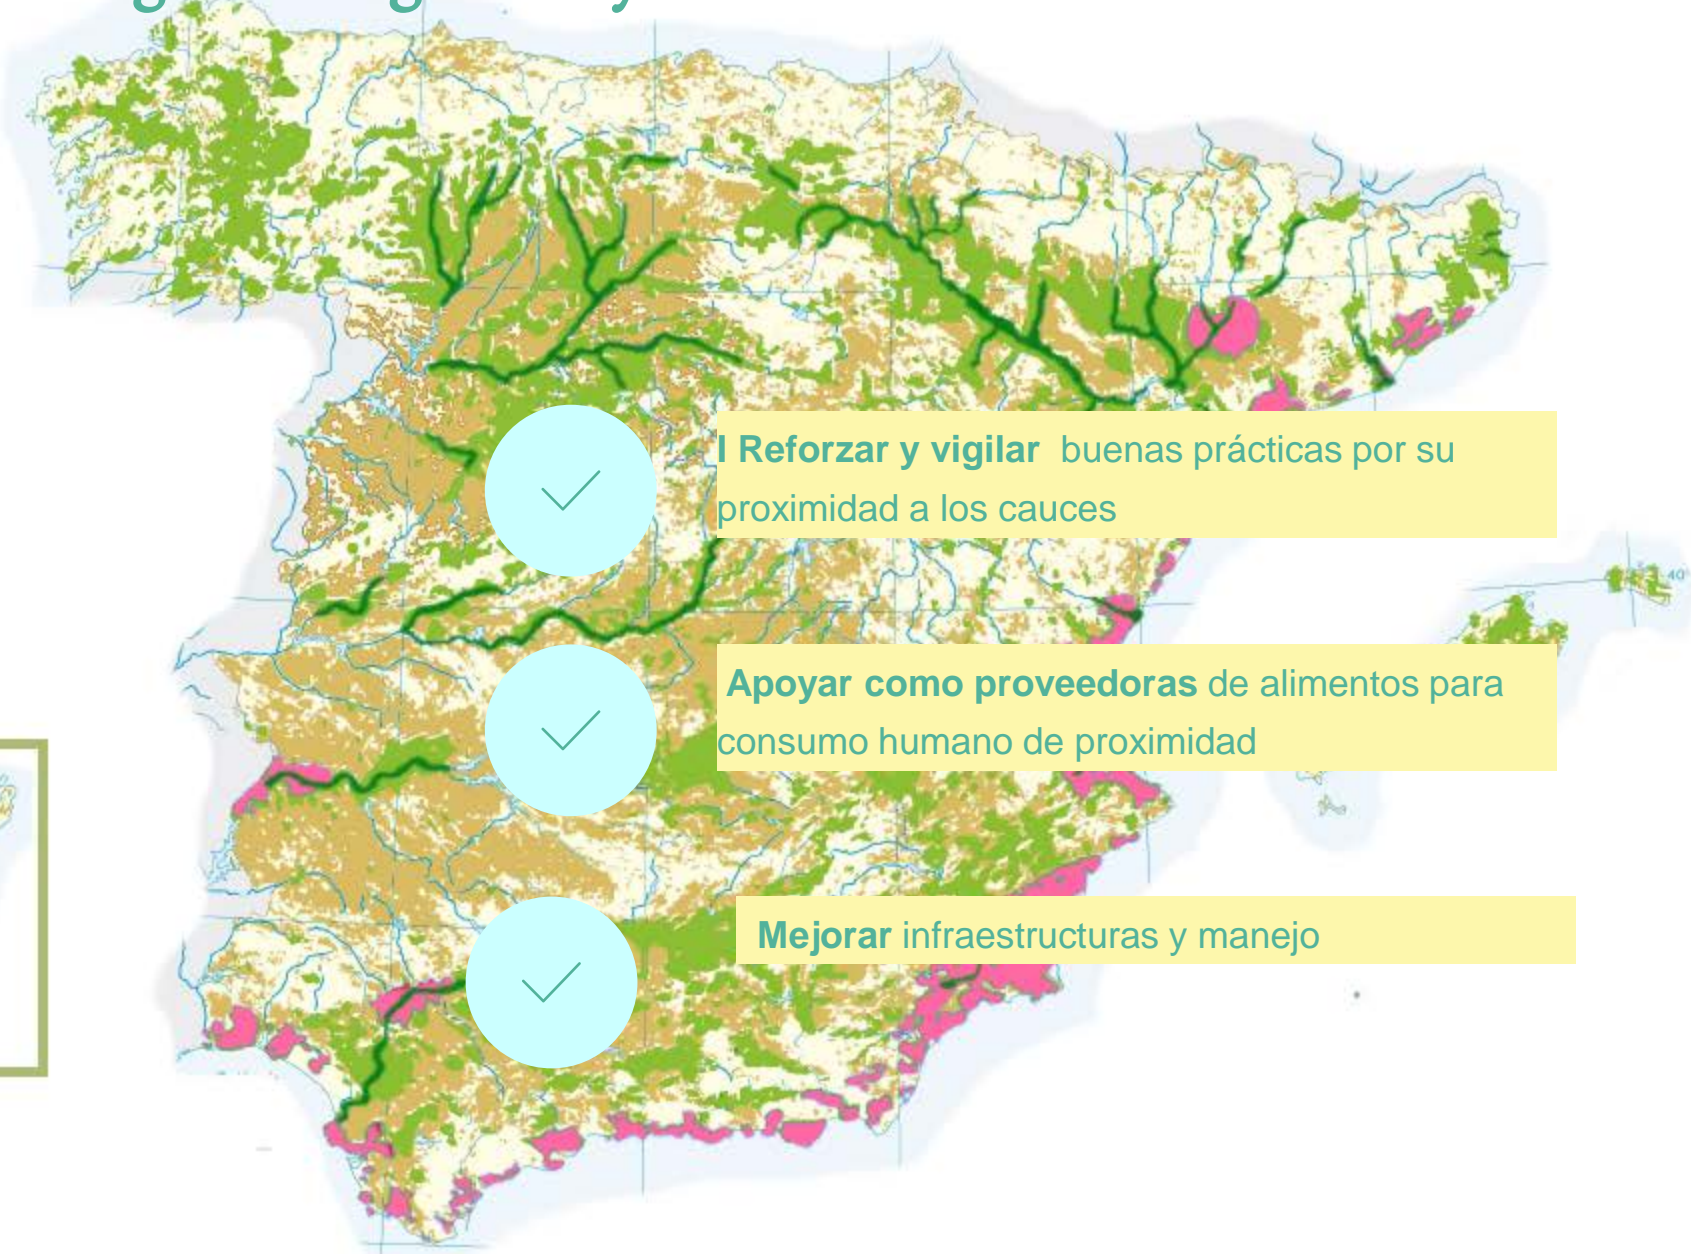 I Reforzar y vigilar buenas prácticas por su
proximidad a los cauces
40°
Apoyar como proveedoras de alimentos para
consumo humano de proximidad
Mejorar infraestructuras y manejo